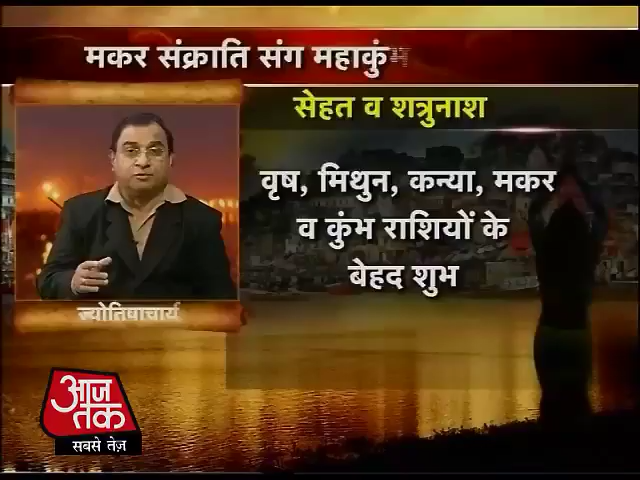 मकर संक्राति संग महाकुंभ
सेहत व शत्रुनाश
वृष, मिथुन, कन्या, मकर
व कुंभ राशियों के
बेहद शुभ
ज्योतिषाचार्य
आज
तक
सबसे तेज़